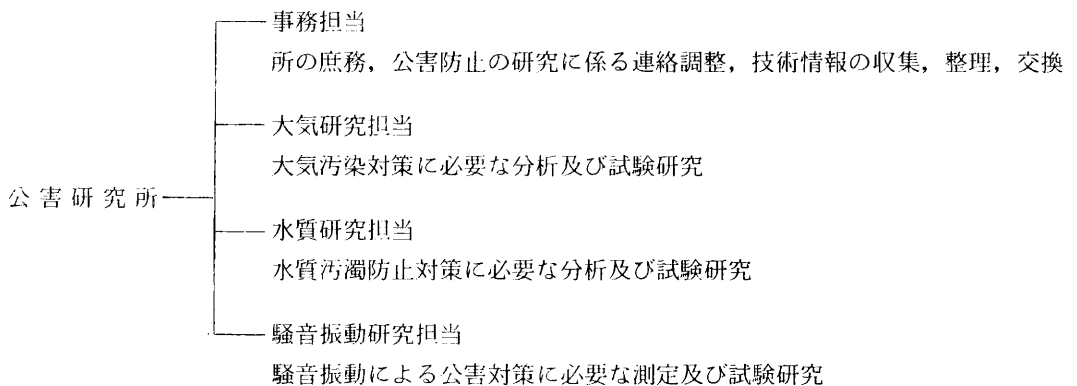 事務担当
所の庶務，公害防止の研究に係る連絡調整，技術情報の収集，整理，交換
大気研究担当
大気汚染対策に必要な分析及び試験研究
公害研究所
水質研究担当
水質汚濁防止対策に必要な分析及び試験研究
騒音振動研究担当
騒音振動による公害対策に必要な測定及び試験研究